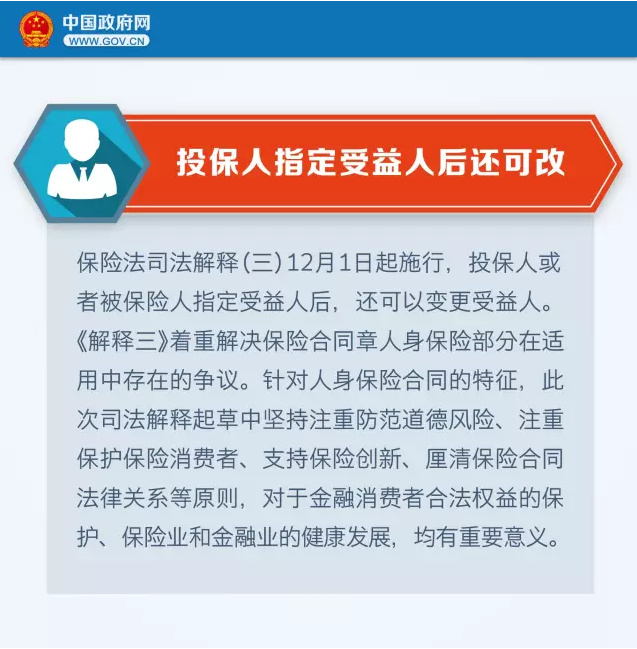 中国政府网
WWW.GOV.CN
投保人指定受益人后还可改
保险法司法解释(三)12月1日起施行，投保人或
者被保险人指定受益人后，还可以变更受益人。
《解释三》着重解决保险合同章人身保险部分在适
用中存在的争议。针对人身保险合同的特征，此
次司法解释起草中坚持注重防范道德风险、注重
保护保险消费者、支持保险创新、厘清保险合同
法律关系等原则，对于金融消费者合法权益的保
护、保险业和金融业的健康发展，均有重要意义。